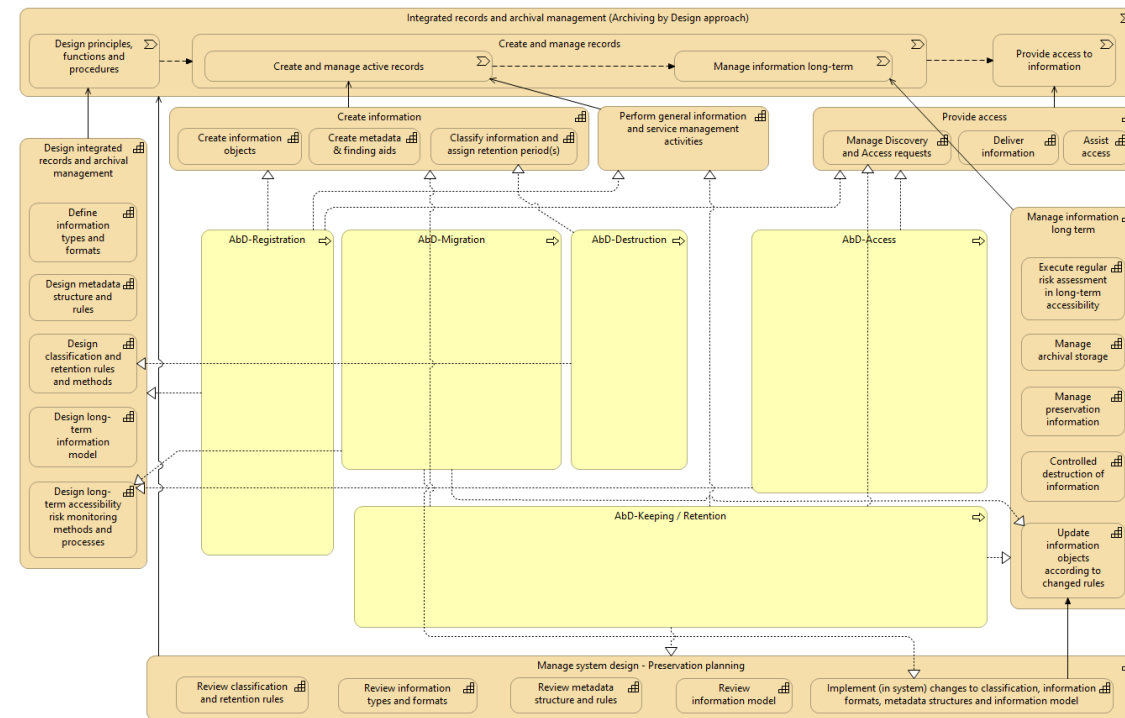 Integrated records and archival management (Archiving by Design approach)
Design principles,
functions and
procedures
Create and manage records
Create and manage active records
Manage information long-term
Provide access to
information
Create information
Create information
objects
Create metadata
& finding aids
Classify information and
assign retention period(s)
Perform general information
and service management
activities
Provide access
Manage Discovery
and Access requests
Deliver
information
Assist
access
Design integrated
records and archival
management
Define
information
types and
formats
Design metadata
structure and
rules
Design
classification and
retention rules
and methods
Design long-
term
information
model
Design long-
term accessibility
risk monitoring
methods and
processes
AbD-Registration
AbD-Migration
AbD-Destruction
AbD-Access
AbD-Keeping / Retention
Manage information
long term
Execute regular
risk assessment
in long-term
accessibility
Manage
archival storage
Manage
preservation
information
Controlled
destruction of
information
Update
information
objects
according to
changed rules
Manage system design - Preservation planning
Review classification
and retention rules
Review information
types and formats
Review metadata
structure and rules
Review
information model
Implement (in system) changes to classification, information
formats, metadata structures and information model